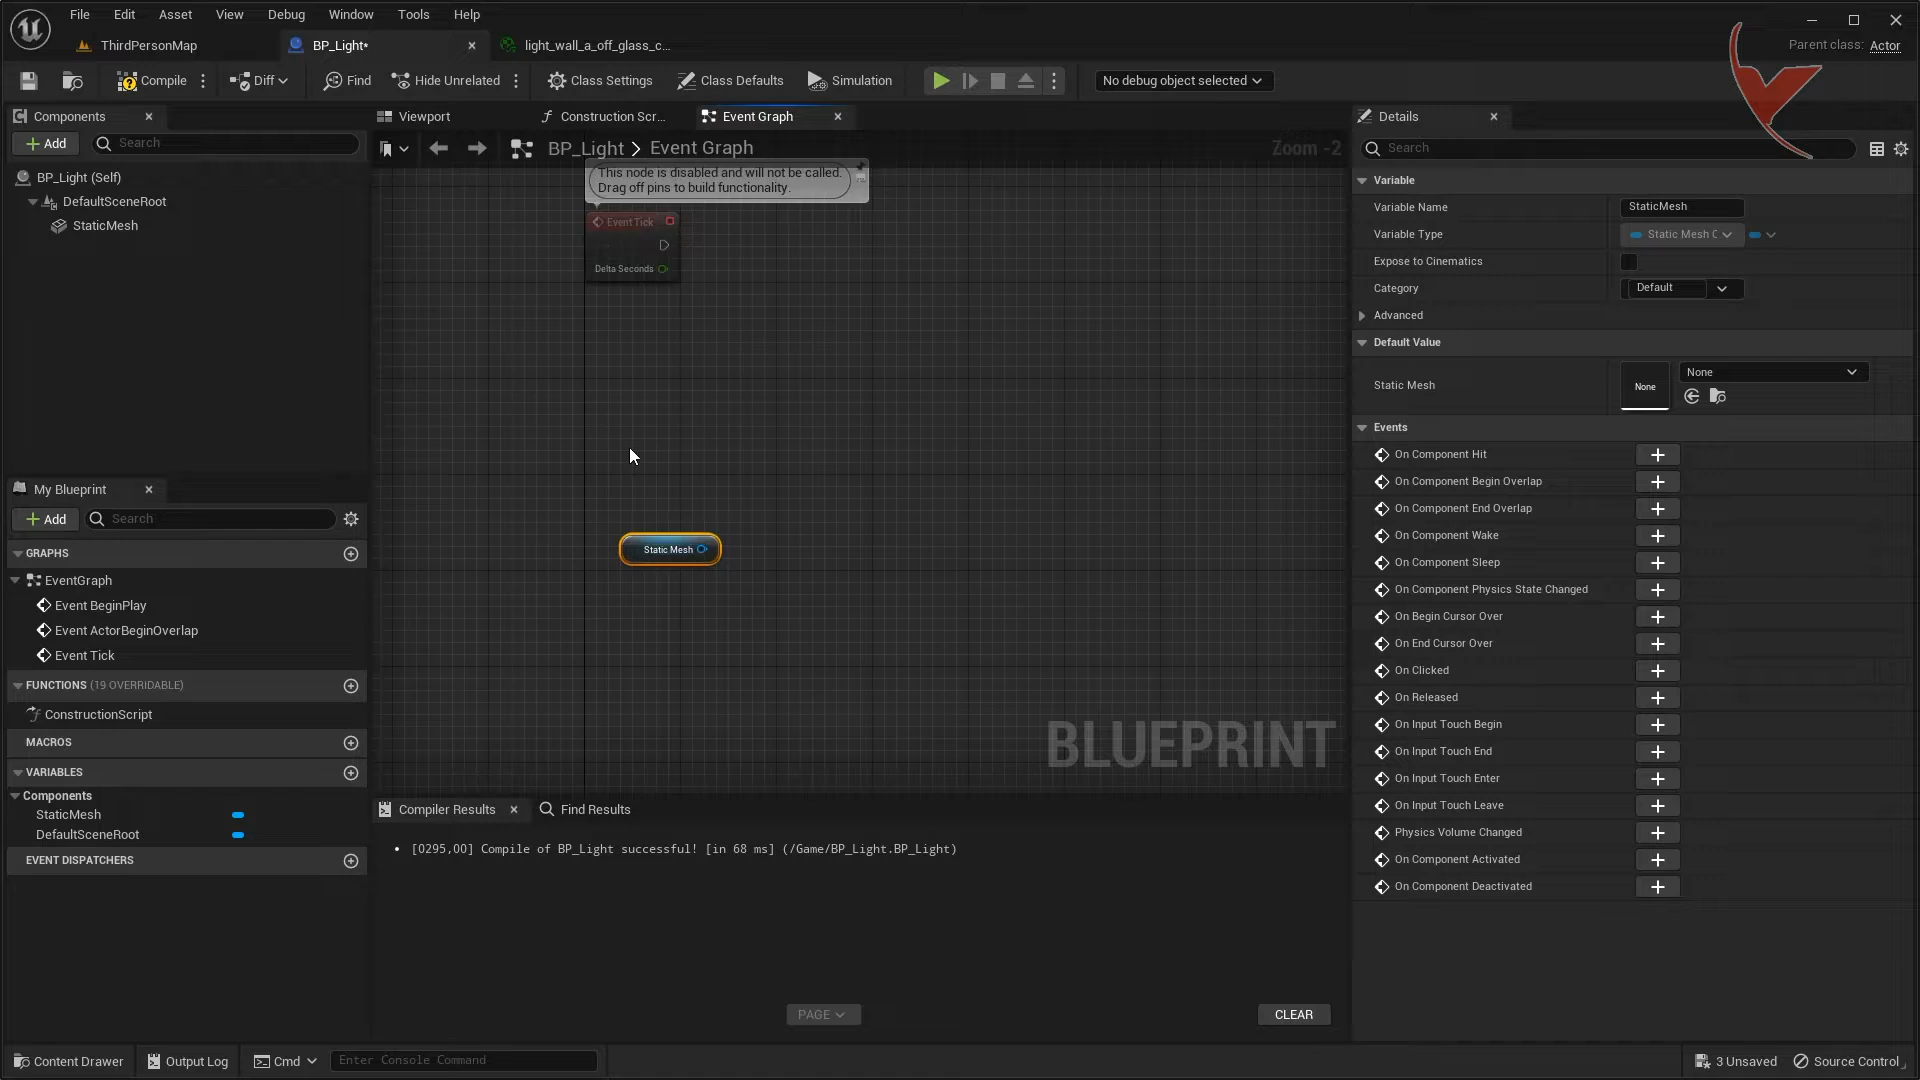 File Edit Asset View Debug Window Tools Help
ThirdPersonMap
BP_Light*
light_wall_a_off_glass_c...
Parent class: Actor
Compile
Diff
Find
Hide Unrelated
Class Settings
Class Defaults
Simulation
No debug object selected
Components
Add
Search
BP_Light (Self)
DefaultSceneRoot
StaticMesh
My Blueprint
Add
Search
GRAPHS
EventGraph
Event BeginPlay
Event ActorBeginOverlap
Event Tick
FUNCTIONS (19 OVERRIDABLE)
ConstructionScript
MACROS
VARIABLES
Components
StaticMesh
DefaultSceneRoot
EVENT DISPATCHERS
Viewport
Construction Scr...
Event Graph
BP_Light > Event Graph
Zoom -2
This node is disabled and will not be called.
Drag off pins to build functionality.
Event Tick
Delta Seconds
Static Mesh
BLUEPRINT
Compiler Results
Find Results
• [0295,00] Compile of BP_Light successful! [in 68 ms] (/Game/BP_Light.BP_Light)
PAGE
CLEAR
Details
Search
Variable
Variable Name StaticMesh
Variable Type Static Mesh C
Expose to Cinematics
Category Default
Advanced
Default Value
Static Mesh None None
Events
On Component Hit
On Component Begin Overlap
On Component End Overlap
On Component Wake
On Component Sleep
On Component Physics State Changed
On Begin Cursor Over
On End Cursor Over
On Clicked
On Released
On Input Touch Begin
On Input Touch End
On Input Touch Enter
On Input Touch Leave
Physics Volume Changed
On Component Activated
On Component Deactivated
Content Drawer
Output Log
Cmd
Enter Console Command
3 Unsaved
Source Control